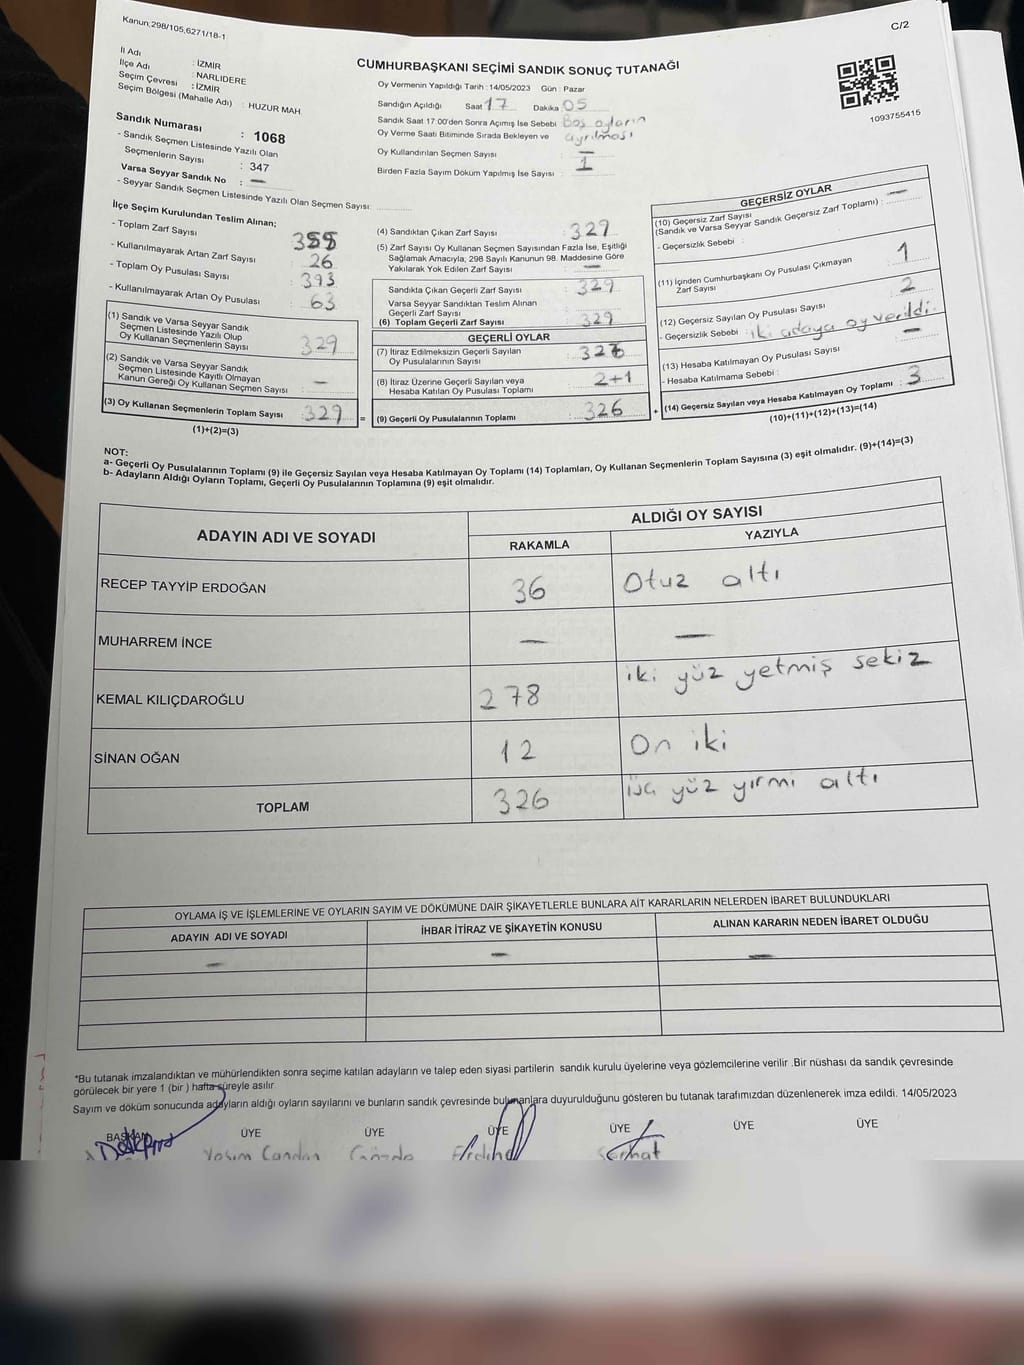 Kanun:298/105,6271/18-1
C/2
İl Adı : İZMİR
İlçe Adı : NARLIDERE
Seçim Çevresi : İZMİR
Seçim Bölgesi (Mahalle Adı) : HUZUR MAH.
Sandık Numarası : 1068
- Sandık Seçmen Listesinde Yazılı Olan
Seçmenlerin Sayısı : 347
Varsa Seyyar Sandık No : —
- Seyyar Sandık Seçmen Listesinde Yazılı Olan Seçmen Sayısı:
CUMHURBAŞKANI SEÇİMİ SANDIK SONUÇ TUTANAĞI
Oy Vermenin Yapıldığı Tarih : 14/05/2023 Gün : Pazar
Sandığın Açıldığı Saat 17 Dakika 05
Sandık Saat 17.00'den Sonra Açımış İse Sebebi Boş oyların
Oy Verme Saati Bitiminde Sırada Bekleyen ve ayrılması
Oy Kullandırılan Seçmen Sayısı : —
Birden Fazla Sayım Döküm Yapılmış İse Sayısı : 1
1093755415
İlçe Seçim Kurulundan Teslim Alınan;
- Toplam Zarf Sayısı :
- Kullanılmayarak Artan Zarf Sayısı : 26
- Toplam Oy Pusulası Sayısı : 393
- Kullanılmayarak Artan Oy Pusulası : 63
(1) Sandık ve Varsa Seyyar Sandık
Seçmen Listesinde Yazılı Olup
Oy Kullanan Seçmenlerin Sayısı : 329
(2) Sandık ve Varsa Seyyar Sandık
Seçmen Listesinde Kayıtlı Olmayan
Kanun Gereği Oy Kullanan Seçmen Sayısı : —
(3) Oy Kullanan Seçmenlerin Toplam Sayısı : 329 =
(1)+(2)=(3)
(4) Sandıktan Çıkan Zarf Sayısı : 329
(5) Zarf Sayısı Oy Kullanan Seçmen Sayısından Fazla İse, Eşitliği
Sağlamak Amacıyla, 298 Sayılı Kanunun 98. Maddesine Göre
Yakılarak Yok Edilen Zarf Sayısı : —
Sandıkta Çıkan Geçerli Zarf Sayısı : 329
Varsa Seyyar Sandıktan Teslim Alınan
Geçerli Zarf Sayısı :
(6) Toplam Geçerli Zarf Sayısı : 329
GEÇERLİ OYLAR
(7) İtiraz Edilmeksizin Geçerli Sayılan
Oy Pusulalarının Sayısı :
(8) İtiraz Üzerine Geçerli Sayılan veya
Hesaba Katılan Oy Pusulası Toplamı : 2+1
(9) Geçerli Oy Pusulalarının Toplamı : 326 +
GEÇERSİZ OYLAR
(10) Geçersiz Zarf Sayısı
(Sandık ve Varsa Seyyar Sandık Geçersiz Zarf Toplamı) : —
- Geçersizlik Sebebi :
(11) İçinden Cumhurbaşkanı Oy Pusulası Çıkmayan
Zarf Sayısı : 1
(12) Geçersiz Sayılan Oy Pusulası Sayısı : 2
- Geçersizlik Sebebi : iki adaya oy verildi.
(13) Hesaba Katılmayan Oy Pusulası Sayısı : —
- Hesaba Katılmama Sebebi :
(14) Geçersiz Sayılan veya Hesaba Katılmayan Oy Toplamı : 3
(10)+(11)+(12)+(13)=(14)
NOT:
a- Geçerli Oy Pusulalarının Toplamı (9) ile Geçersiz Sayılan veya Hesaba Katılmayan Oy Toplamı (14) Toplamları, Oy Kullanan Seçmenlerin Toplam Sayısına (3) eşit olmalıdır. (9)+(14)=(3)
b- Adayların Aldığı Oyların Toplamı, Geçerli Oy Pusulalarının Toplamına (9) eşit olmalıdır.
ADAYIN ADI VE SOYADI
ALDIĞI OY SAYISI
RAKAMLA YAZIYLA
RECEP TAYYİP ERDOĞAN 36 Otuz altı
MUHARREM İNCE — —
KEMAL KILIÇDAROĞLU 278 iki yüz yetmiş sekiz
SİNAN OĞAN 12 On iki
TOPLAM 326 üç yüz yirmi altı
OYLAMA İŞ VE İŞLEMLERİNE VE OYLARIN SAYIM VE DÖKÜMÜNE DAİR ŞİKAYETLERLE BUNLARA AİT KARARLARIN NELERDEN İBARET BULUNDUKLARI
ADAYIN ADI VE SOYADI İHBAR İTİRAZ VE ŞİKAYETİN KONUSU ALINAN KARARIN NEDEN İBARET OLDUĞU
— — —
*Bu tutanak imzalandıktan ve mühürlendikten sonra seçime katılan adayların ve talep eden siyasi partilerin sandık kurulu üyelerine veya gözlemcilerine verilir .Bir nüshası da sandık çevresinde
görülecek bir yere 1 (bir ) hafta süreyle asılır.
Sayım ve döküm sonucunda adayların aldığı oyların sayılarını ve bunların sandık çevresinde bulunanlara duyurulduğunu gösteren bu tutanak tarafımızdan düzenlenerek imza edildi. 14/05/2023
BAŞKAN ÜYE ÜYE ÜYE ÜYE ÜYE ÜYE
Gözde Serhat